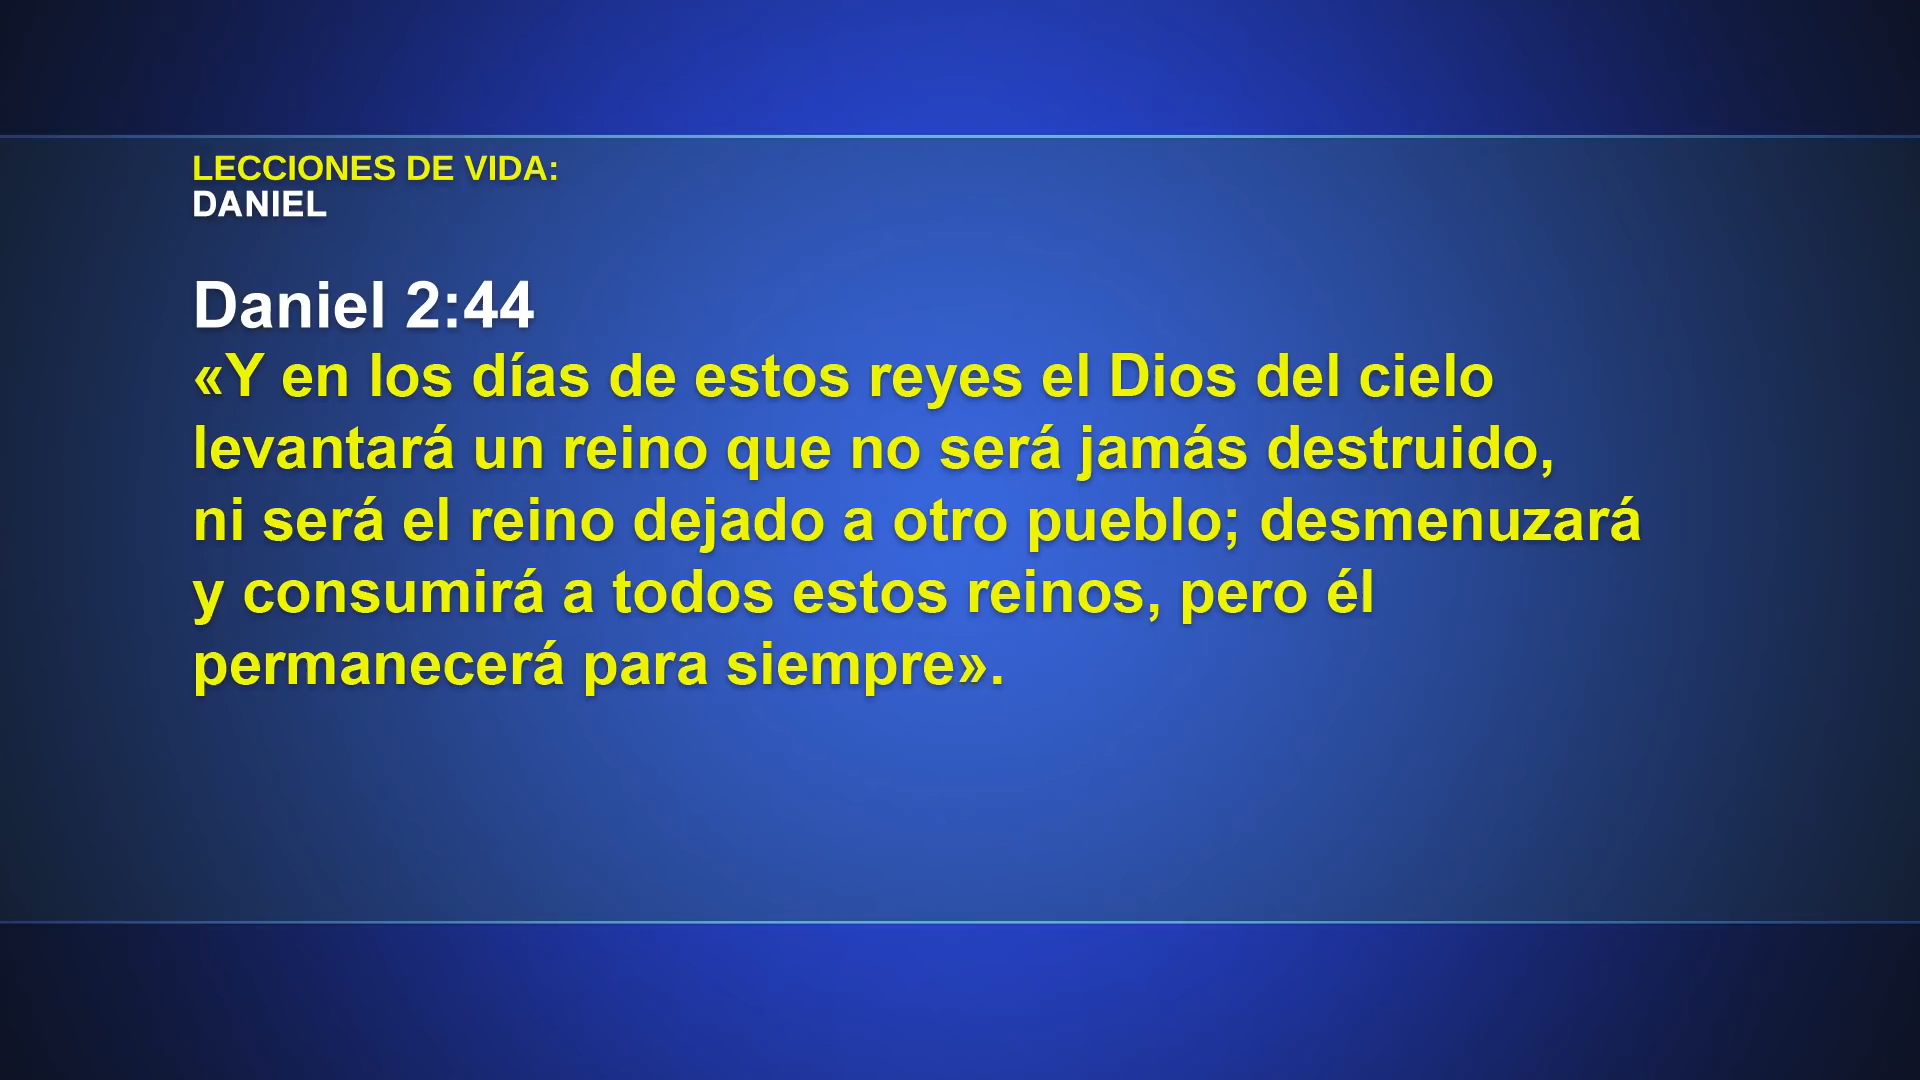 LECCIONES DE VIDA:
DANIEL
Daniel 2:44
«Y en los días de estos reyes el Dios del cielo
levantará un reino que no será jamás destruido,
ni será el reino dejado a otro pueblo; desmenuzará
y consumirá a todos estos reinos, pero él
permanecerá para siempre».